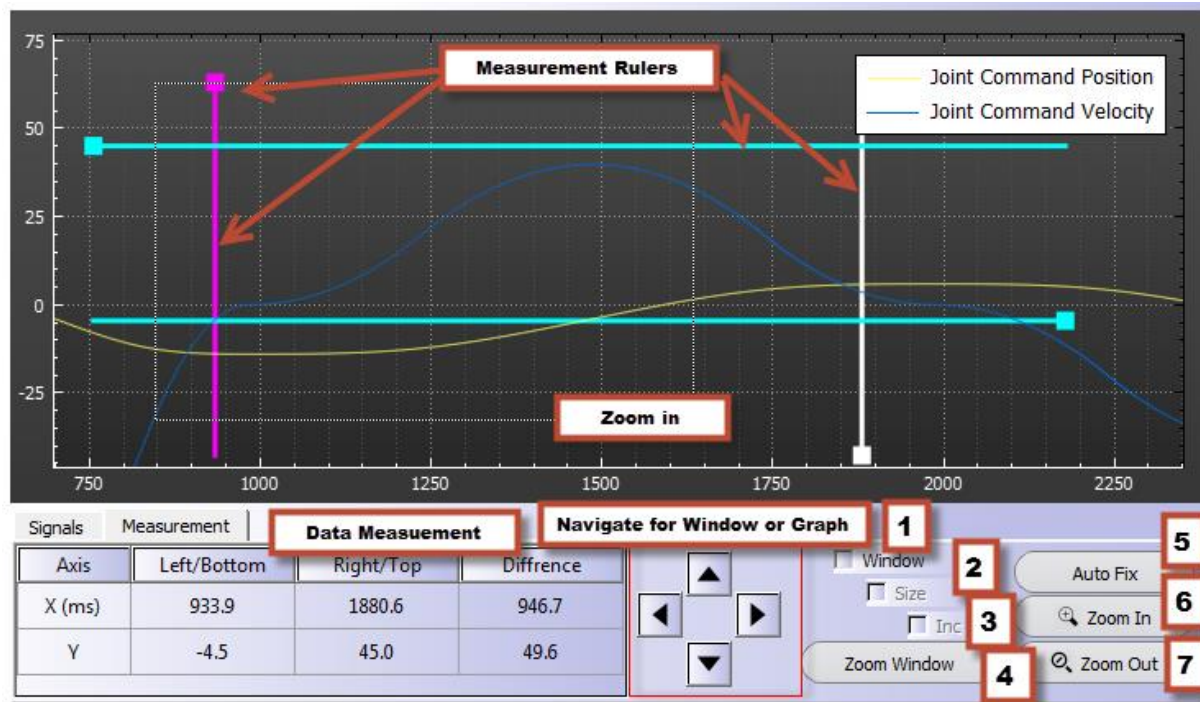 75
Measurement Rulers
Joint Command Position
Joint Command Velocity
50
25
0
-25
Zoom in
750 1000 1250 1500 1750 2000 2250
Signals Measurement
Data Measuement
Navigate for Window or Graph
1
5
Axis Left/Bottom Right/Top Diffrence
Window
2
Auto Fix
X (ms) 933.9 1880.6 946.7
Size
6
Inc
3
Zoom In
Y -4.5 45.0 49.6
Zoom Window
4
Zoom Out
7